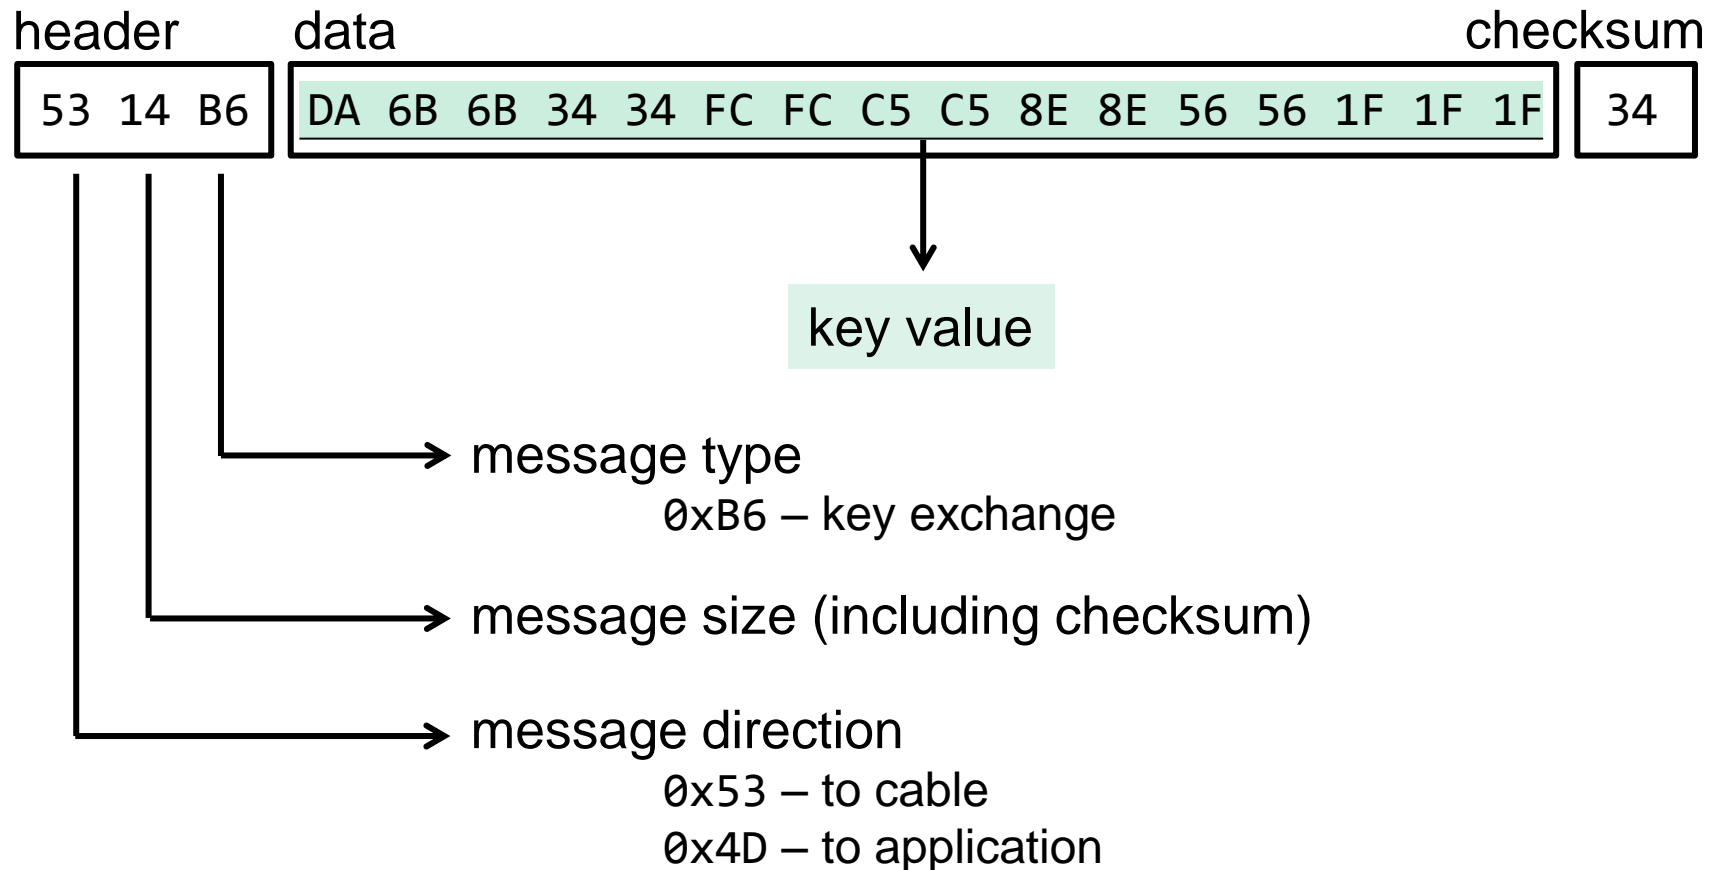 header data checksum
53 14 B6 DA 6B 6B 34 34 FC FC C5 C5 8E 8E 56 56 1F 1F 1F 34
key value
message type
0xB6 – key exchange
message size (including checksum)
message direction
0x53 – to cable
0x4D – to application